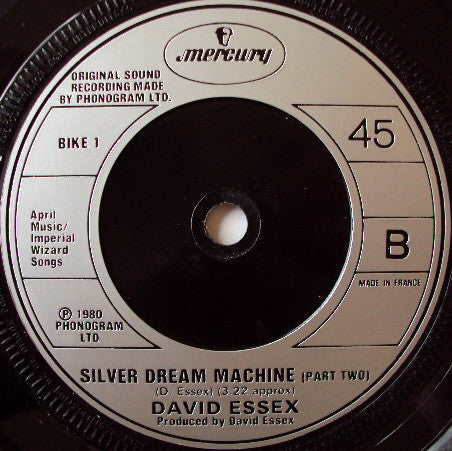 mercury
ORIGINAL SOUND
RECORDING MADE
BY PHONOGRAM LTD.
BIKE 1
45
April
Music/
Imperial
Wizard
Songs
B
MADE IN FRANCE
Ⓟ 1980
PHONOGRAM
LTD
SILVER DREAM MACHINE (PART TWO)
(D. Essex) (3 22 approx)
DAVID ESSEX
Produced by David Essex